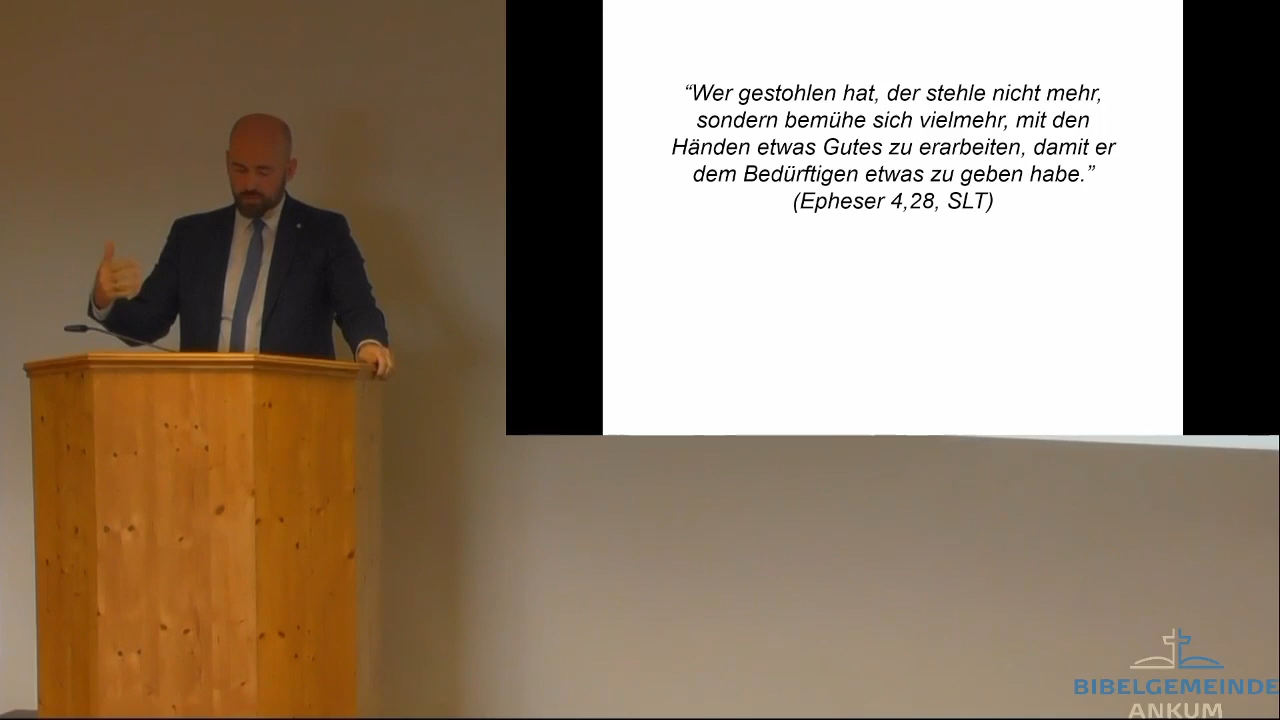 “Wer gestohlen hat, der stehle nicht mehr,
sondern bemühe sich vielmehr, mit den
Händen etwas Gutes zu erarbeiten, damit er
dem Bedürftigen etwas zu geben habe.”
(Epheser 4,28, SLT)
BIBELGEMEINDE
ANKUM